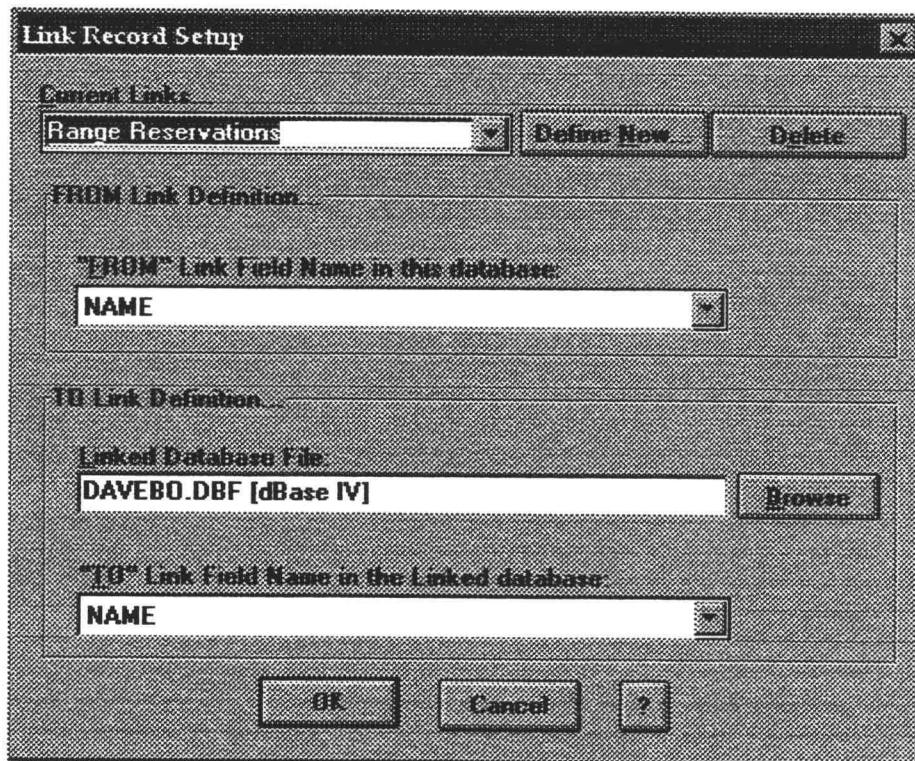 Link Record Setup
Current Links...
Range Reservations Define New... Delete
FROM Link Definition...
"FROM" Link Field Name in this database:
NAME
TO Link Definition...
Linked Database File:
DAVEBO.DBF [dBase IV] Browse
"TO" Link Field Name in the Linked database:
NAME
OK Cancel ?